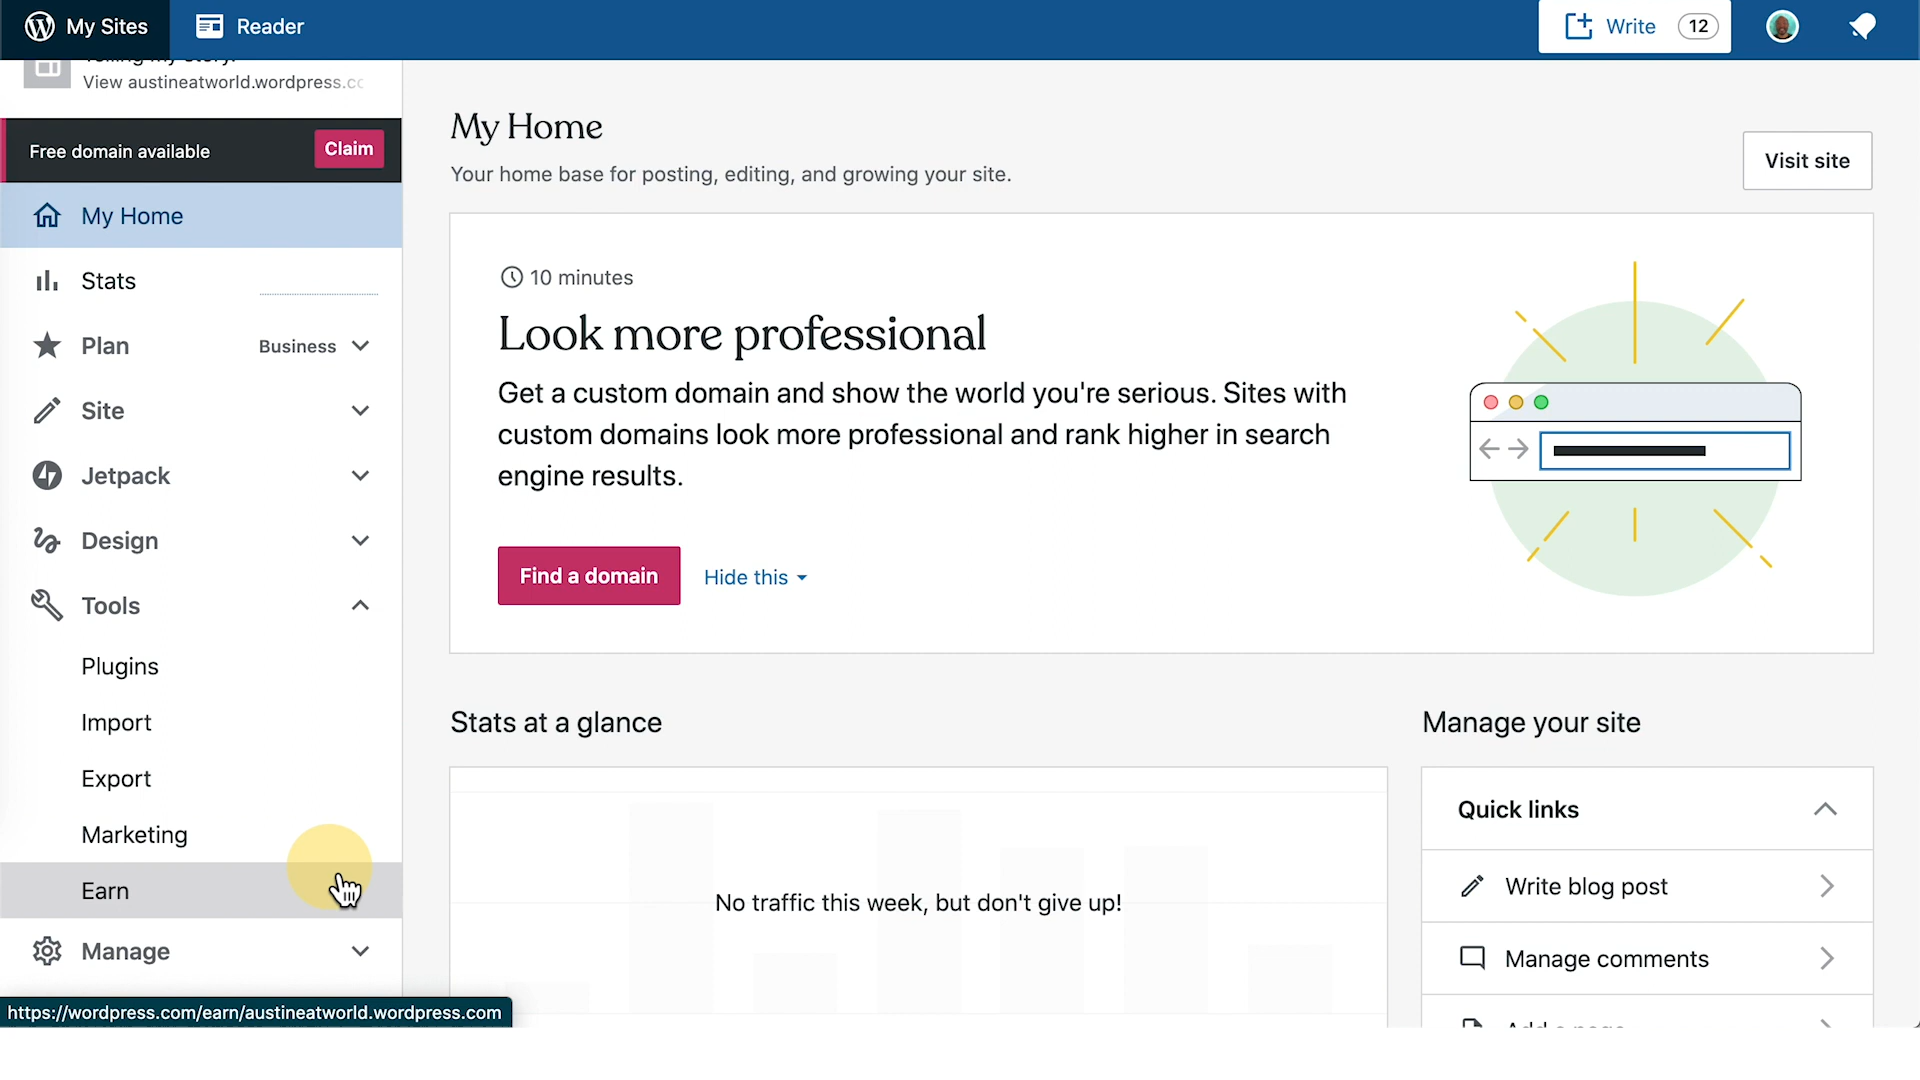 My Sites
Reader
Write
12
View austineatworld.wordpress.cc
Free domain available
Claim
My Home
Stats
Plan
Business
Site
Jetpack
Design
Tools
Plugins
Import
Export
Marketing
Earn
Manage
https://wordpress.com/earn/austineatworld.wordpress.com
My Home
Your home base for posting, editing, and growing your site.
Visit site
10 minutes
Look more professional
Get a custom domain and show the world you're serious. Sites with
custom domains look more professional and rank higher in search
engine results.
Find a domain
Hide this
Stats at a glance
No traffic this week, but don't give up!
Manage your site
Quick links
Write blog post
Manage comments